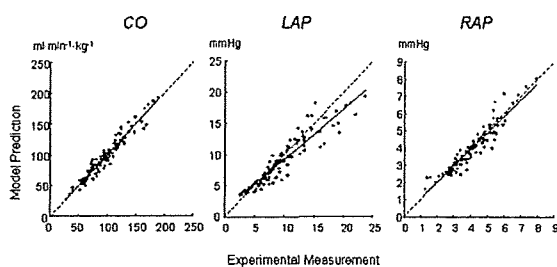 CO
LAP
RAP
ml·min⁻¹·kg⁻¹
mmHg
mmHg
250
200
150
100
50
0
0 50 100 150 200 250
25
20
15
10
5
0
0 5 10 15 20 25
9
8
7
6
5
4
3
2
1
0
0 1 2 3 4 5 6 7 8 9
Model Prediction
Experimental Measurement